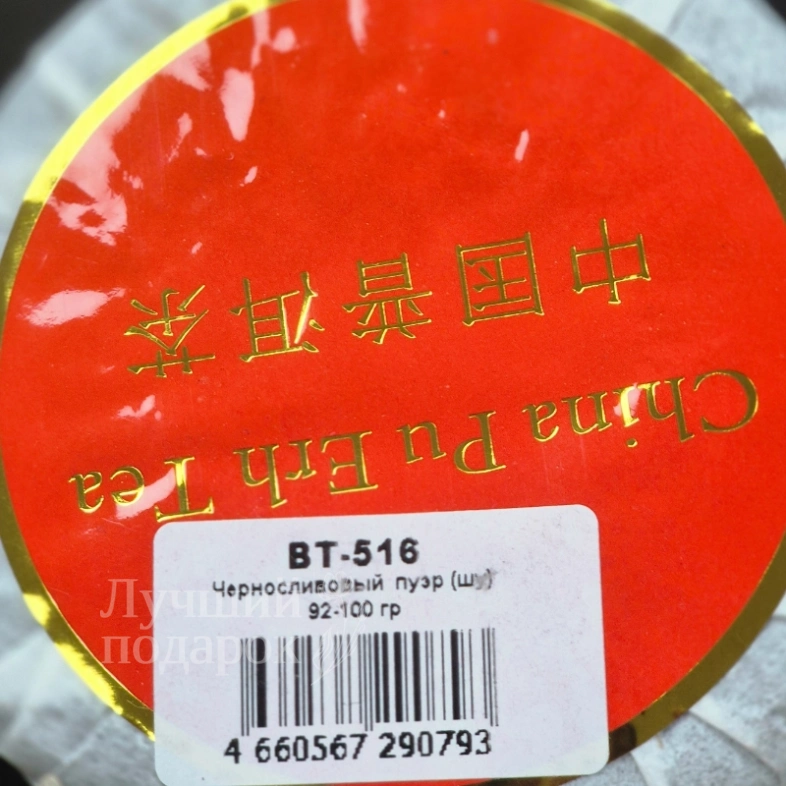 中国普洱茶
China Pu Erh Tea
BT-516
Черносливовый пуэр (шу)
92-100 гр
4 660567 290793
Лучший
подарок